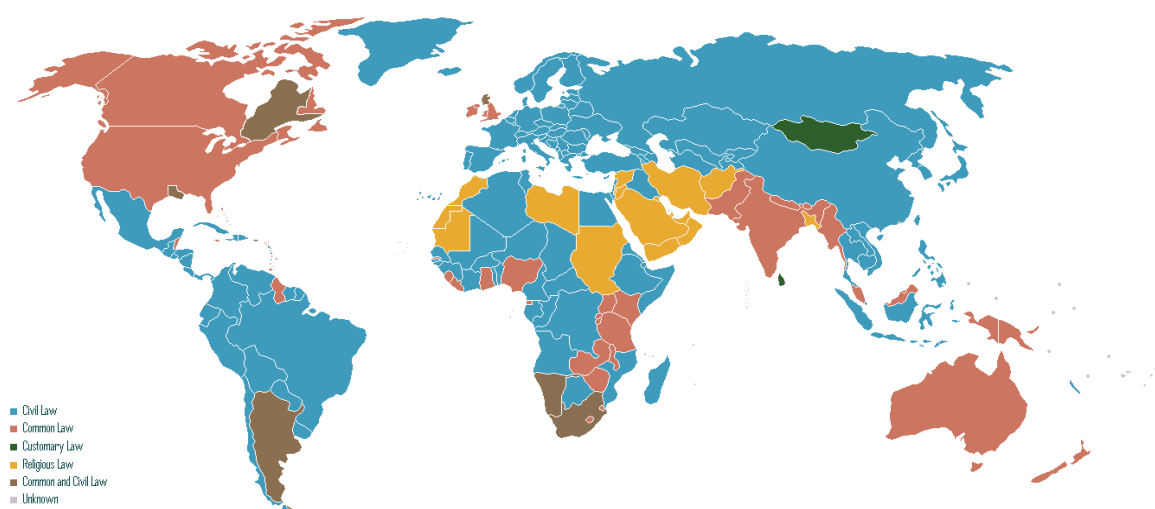 Civil Law
Common Law
Customary Law
Religious Law
Common and Civil Law
Unknown